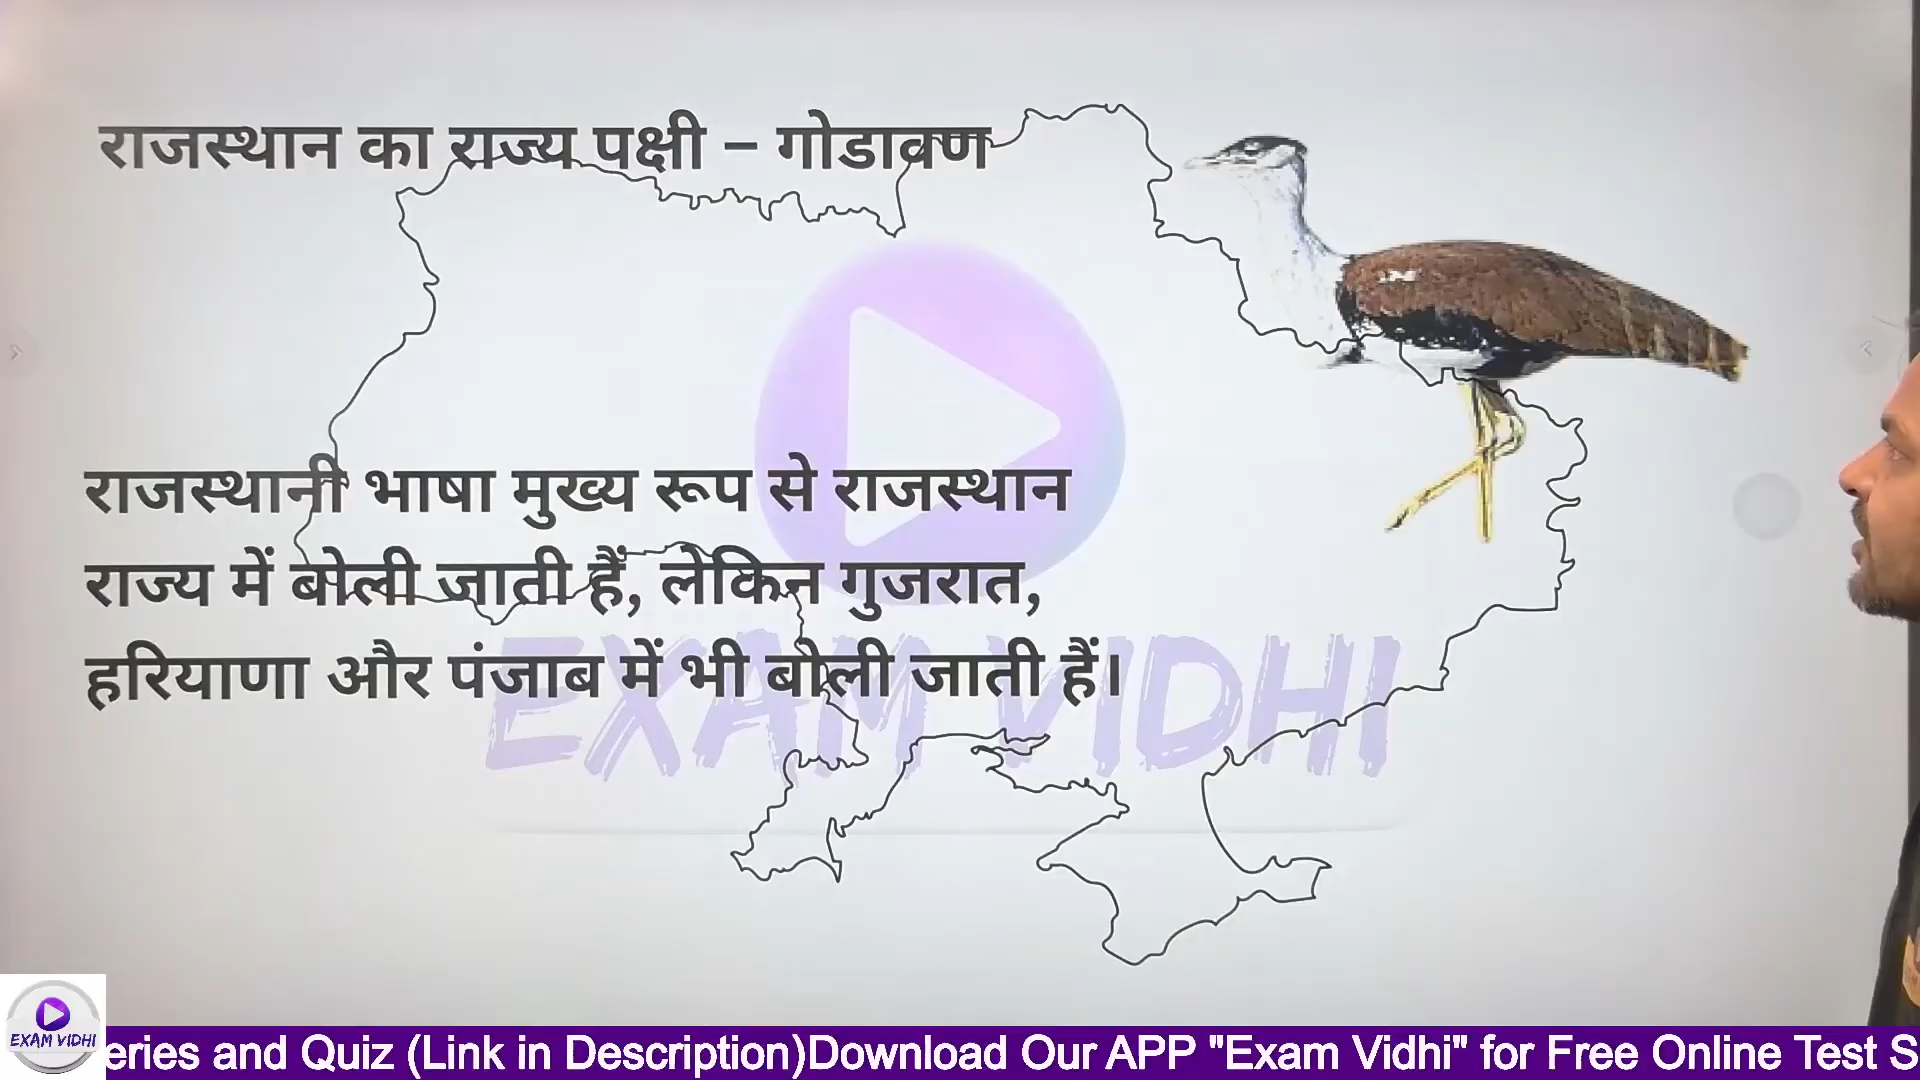 राजस्थान का राज्य पक्षी – गोडावण
राजस्थानी भाषा मुख्य रूप से राजस्थान
राज्य में बोली जाती हैं, लेकिन गुजरात,
हरियाणा और पंजाब में भी बोली जाती हैं।
EXAM VIDHI
EXAM VIDHI
eries and Quiz (Link in Description)Download Our APP "Exam Vidhi" for Free Online Test S